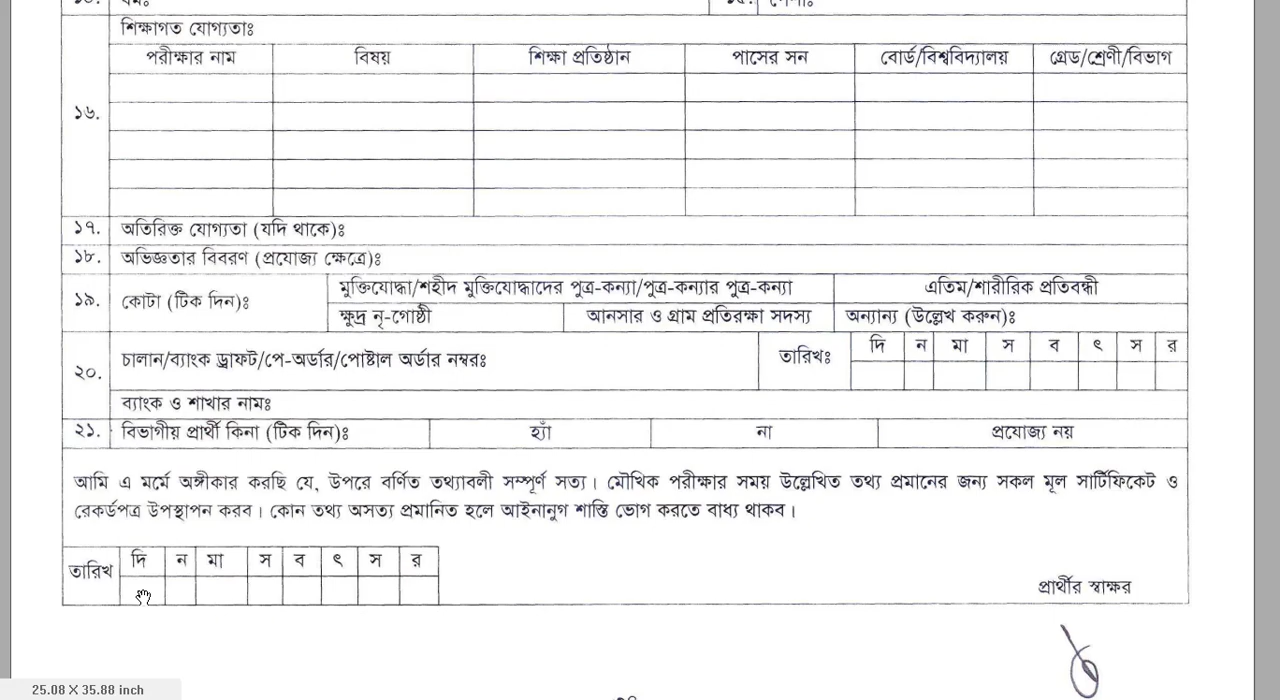 শিক্ষাগত যোগ্যতাঃ
পরীক্ষার নাম বিষয় শিক্ষা প্রতিষ্ঠান পাসের সন বোর্ড/বিশ্ববিদ্যালয় গ্রেড/শ্রেণী/বিভাগ
১৬.
১৭. অতিরিক্ত যোগ্যতা (যদি থাকে)ঃ
১৮. অভিজ্ঞতার বিবরণ (প্রযোজ্য ক্ষেত্রে)ঃ
১৯. কোটা (টিক দিন)ঃ মুক্তিযোদ্ধা/শহীদ মুক্তিযোদ্ধাদের পুত্র-কন্যা/পুত্র-কন্যার পুত্র-কন্যা এতিম/শারীরিক প্রতিবন্ধী
ক্ষুদ্র নৃ-গোষ্ঠী আনসার ও গ্রাম প্রতিরক্ষা সদস্য অন্যান্য (উল্লেখ করুন)ঃ
২০. চালান/ব্যাংক ড্রাফট/পে-অর্ডার/পোষ্টাল অর্ডার নম্বরঃ তারিখঃ দি ন মা স ব ৎ স র
ব্যাংক ও শাখার নামঃ
২১. বিভাগীয় প্রার্থী কিনা (টিক দিন)ঃ হ্যাঁ না প্রযোজ্য নয়
আমি এ মর্মে অঙ্গীকার করছি যে, উপরে বর্ণিত তথ্যাবলী সম্পূর্ণ সত্য। মৌখিক পরীক্ষার সময় উল্লেখিত তথ্য প্রমানের জন্য সকল মূল সার্টিফিকেট ও
রেকর্ডপত্র উপস্থাপন করব। কোন তথ্য অসত্য প্রমানিত হলে আইনানুগ শাস্তি ভোগ করতে বাধ্য থাকব।
তারিখ দি ন মা স ব ৎ স র
প্রার্থীর স্বাক্ষর
25.08 X 35.88 inch